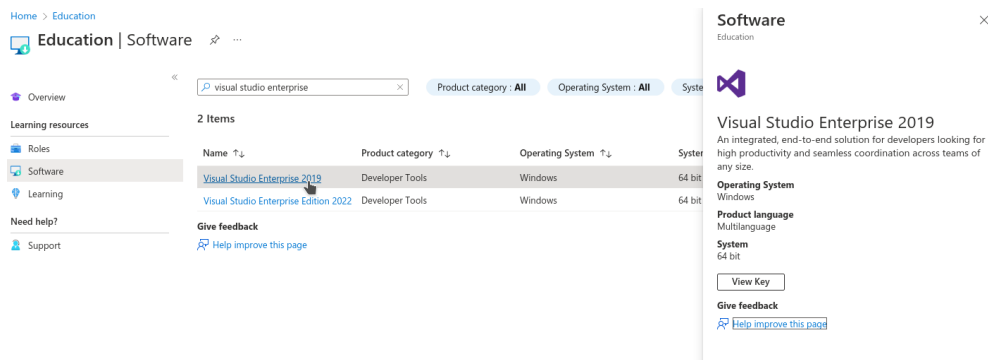 Home > Education
Education | Software
Overview
Learning resources
Roles
Software
Learning
Need help?
Support
visual studio enterprise
Product category : All
Operating System : All
Syste
2 Items
Name ↑↓ Product category ↑↓ Operating System ↑↓ System
Visual Studio Enterprise 2019 Developer Tools Windows 64 bit
Visual Studio Enterprise Edition 2022 Developer Tools Windows 64 bit
Give feedback
Help improve this page
Software
Education
Visual Studio Enterprise 2019
An integrated, end-to-end solution for developers looking for
high productivity and seamless coordination across teams of
any size.
Operating System
Windows
Product language
Multilanguage
System
64 bit
View Key
Give feedback
Help improve this page